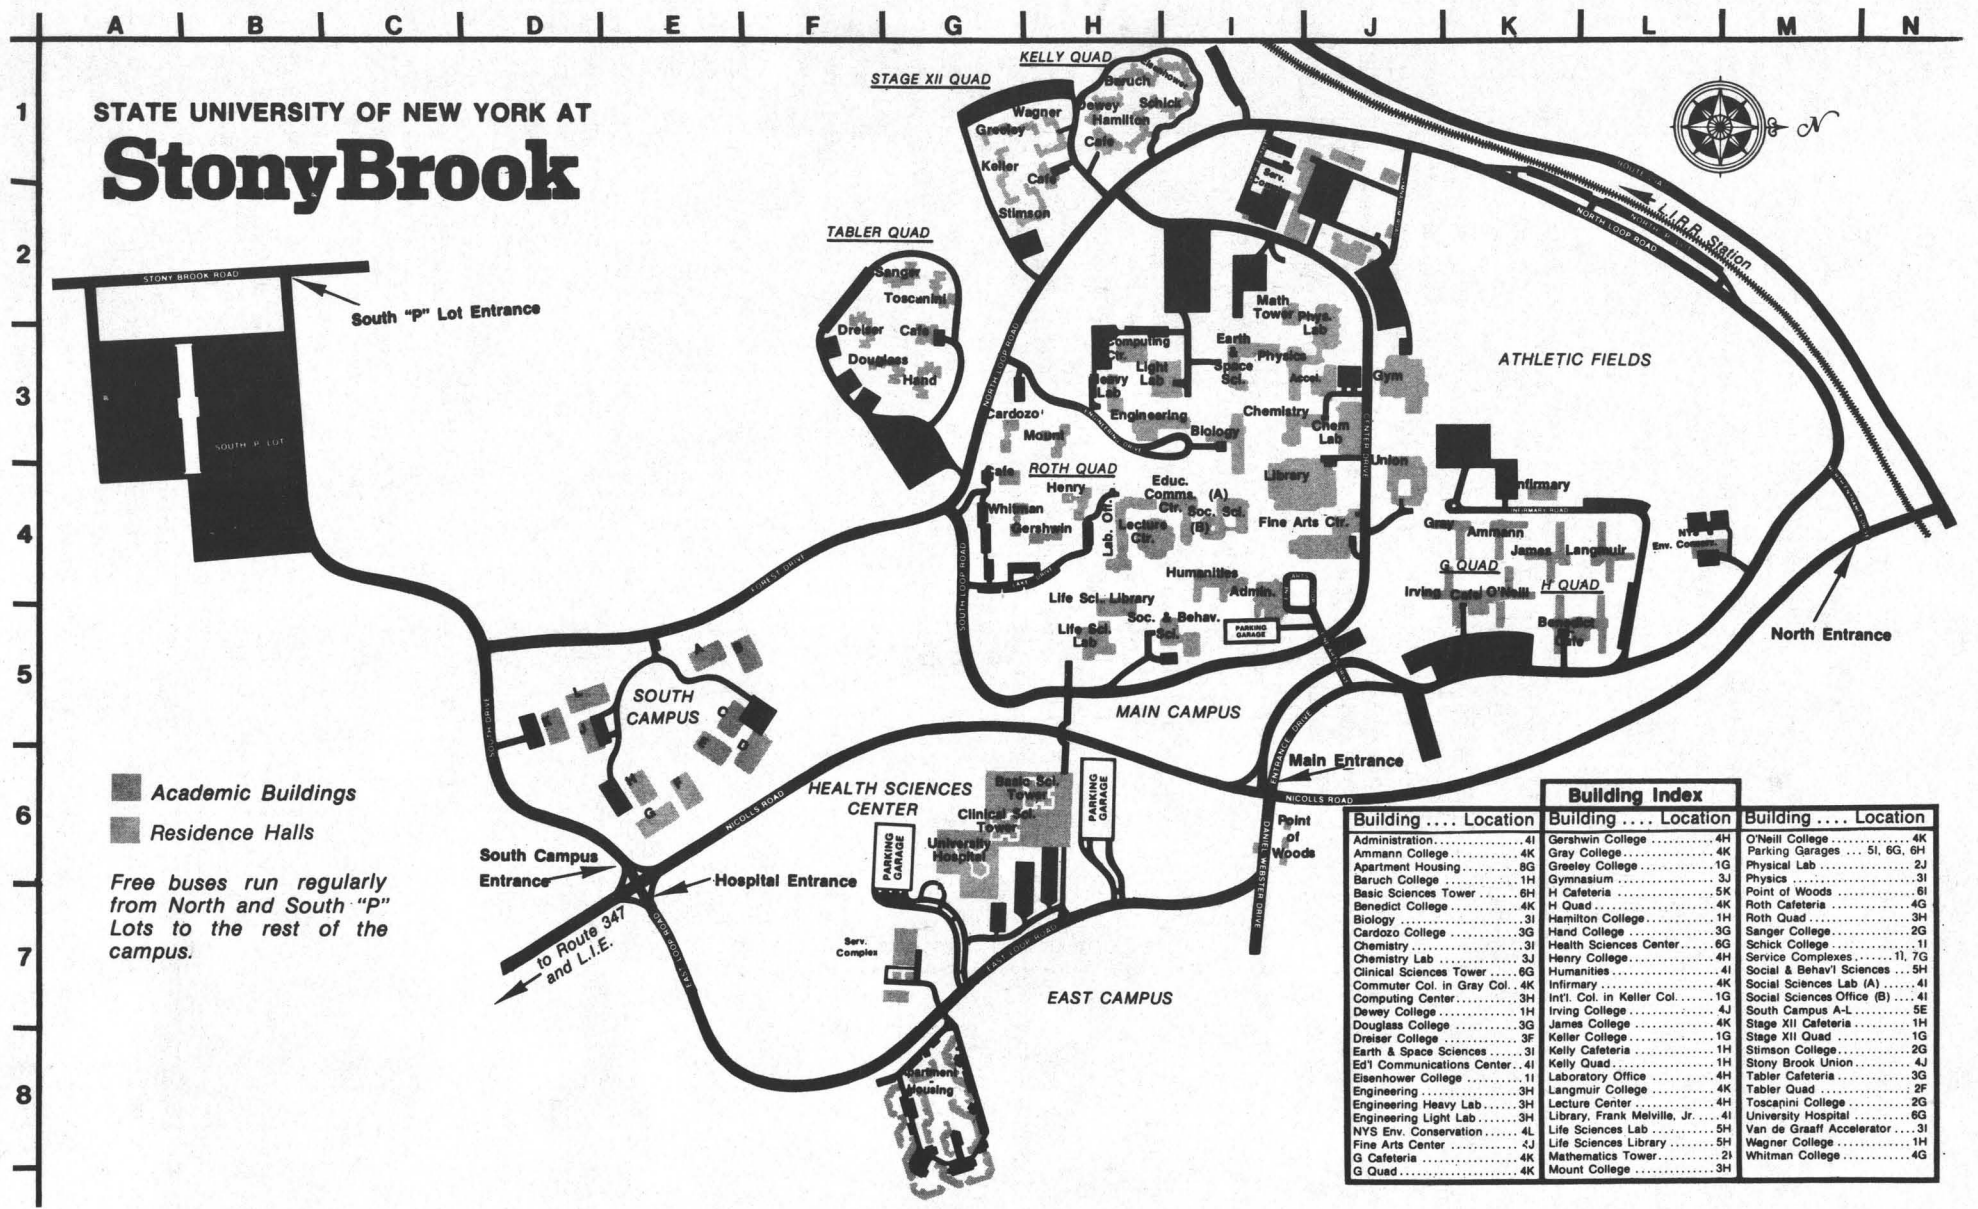 A B C D E F G H I J K L M N
1
2
3
4
5
6
7
8
STATE UNIVERSITY OF NEW YORK AT
StonyBrook
STONY BROOK ROAD
South "P" Lot Entrance
SOUTH P LOT
KELLY QUAD
STAGE XII QUAD
Baruch
Eisenhower
Dewey
Schick
Hamilton
Cafe
Wagner
Greeley
Keller
Cafe
Stimson
TABLER QUAD
Sanger
Toscanini
Dreiser
Cafe
Douglass
Hand
Serv.
Complex
NORTH LOOP ROAD
NORTH P LOT
L.I.R.R. Station
N
NORTH LOOP ROAD
Math
Tower
Phys.
Lab
Computing
Ctr.
Earth
&
Space
Sci.
Physics
Light
Lab
Heavy
Lab
Accel.
Gym
ATHLETIC FIELDS
Cardozo
Mount
Engineering
ENGINEERING DRIVE
Chemistry
Chem
Lab
Biology
CENTER DRIVE
Union
Library
Cafe
ROTH QUAD
Henry
Whitman
Gershwin
Lab. Off.
Educ.
Comms.
Ctr.
(A)
Soc. Sci.
(B)
Lecture
Ctr.
Fine Arts Ctr.
Infirmary
INFIRMARY ROAD
Gray
Ammann
James
Langmuir
G QUAD
H QUAD
Irving
Cafe
O'Neill
Benedict
Cafe
NYS
Env. Conserv.
North Entrance
FOREST DRIVE
SOUTH LOOP ROAD
LAKE DRIVE
Humanities
Admin.
Life Sci. Library
Soc. & Behav.
Sci.
Life Sci.
Lab
PARKING
GARAGE
MAIN CAMPUS
SOUTH
CAMPUS
A
B
C
D
E
F
G
H
J
K
L
SOUTH DRIVE
ENTRANCE DRIVE
Main Entrance
NICOLLS ROAD
NICOLLS ROAD
Academic Buildings
Residence Halls
Free buses run regularly
from North and South "P"
Lots to the rest of the
campus.
HEALTH SCIENCES
CENTER
Basic Sci.
Tower
Clinical Sci.
Tower
University
Hospital
PARKING
GARAGE
PARKING
GARAGE
Point
of
Woods
DANIEL WEBSTER DRIVE
South Campus
Entrance
Hospital Entrance
to Route 347
and L.I.E.
EAST LOOP ROAD
Serv.
Complex
EAST LOOP ROAD
EAST CAMPUS
Apartment
Housing
Building Index
Building .... Location
Administration 4I
Ammann College 4K
Apartment Housing 8G
Baruch College 1H
Basic Sciences Tower 6H
Benedict College 4K
Biology 3I
Cardozo College 3G
Chemistry 3I
Chemistry Lab 3J
Clinical Sciences Tower 6G
Commuter Col. in Gray Col. 4K
Computing Center 3H
Dewey College 1H
Douglass College 3G
Dreiser College 3F
Earth & Space Sciences 3I
Ed'l Communications Center 4I
Eisenhower College 1I
Engineering 3H
Engineering Heavy Lab 3H
Engineering Light Lab 3H
NYS Env. Conservation 4L
Fine Arts Center 4J
G Cafeteria 4K
G Quad 4K
Building .... Location
Gershwin College 4H
Gray College 4K
Greeley College 1G
Gymnasium 3J
H Cafeteria 5K
H Quad 4K
Hamilton College 1H
Hand College 3G
Health Sciences Center 6G
Henry College 4H
Humanities 4I
Infirmary 4K
Int'l. Col. in Keller Col. 1G
Irving College 4J
James College 4K
Keller College 1G
Kelly Cafeteria 1H
Kelly Quad 1H
Laboratory Office 4H
Langmuir College 4K
Lecture Center 4H
Library, Frank Melville, Jr. 4I
Life Sciences Lab 5H
Life Sciences Library 5H
Mathematics Tower 2I
Mount College 3H
Building .... Location
O'Neill College 4K
Parking Garages 5I, 6G, 6H
Physical Lab 2J
Physics 3I
Point of Woods 6I
Roth Cafeteria 4G
Roth Quad 3H
Sanger College 2G
Schick College 1I
Service Complexes 1I, 7G
Social & Behav'l Sciences 5H
Social Sciences Lab (A) 4I
Social Sciences Office (B) 4I
South Campus A-L 5E
Stage XII Cafeteria 1H
Stage XII Quad 1G
Stimson College 2G
Stony Brook Union 4J
Tabler Cafeteria 3G
Tabler Quad 2F
Toscanini College 2G
University Hospital 6G
Van de Graaff Accelerator 3I
Wagner College 1H
Whitman College 4G